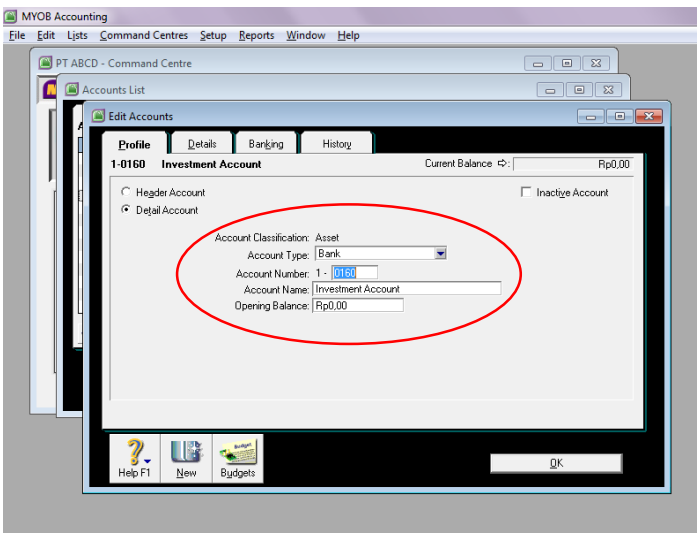 MYOB Accounting
File Edit Lists Command Centres Setup Reports Window Help
PT ABCD - Command Centre
Accounts List
Edit Accounts
Profile Details Banking History
1-0160 Investment Account Current Balance ⇨: Rp0,00
Header Account Inactive Account
Detail Account
Account Classification: Asset
Account Type: Bank
Account Number: 1 - 0160
Account Name: Investment Account
Opening Balance: Rp0,00
Budget
Help F1 New Budgets OK